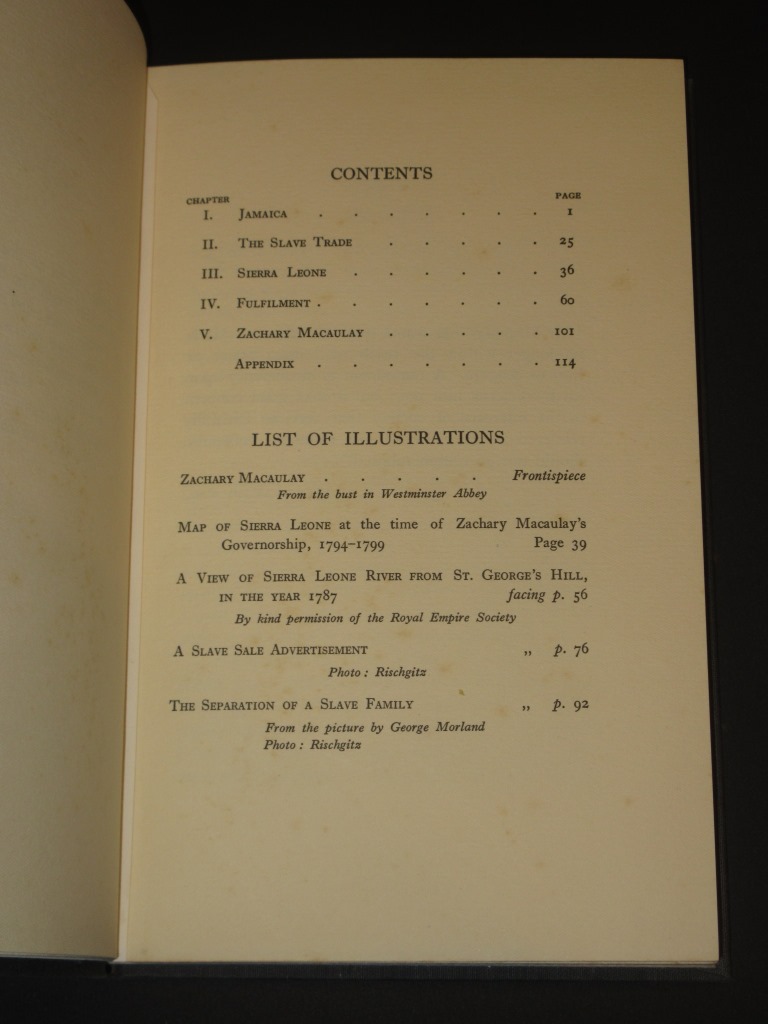 CONTENTS
CHAPTER PAGE
I. JAMAICA . . . . . . . 1
II. THE SLAVE TRADE . . . . . 25
III. SIERRA LEONE . . . . . . 36
IV. FULFILMENT . . . . . . . 60
V. ZACHARY MACAULAY . . . . . 101
APPENDIX . . . . . . . 114
LIST OF ILLUSTRATIONS
ZACHARY MACAULAY . . . . . Frontispiece
From the bust in Westminster Abbey
MAP OF SIERRA LEONE at the time of Zachary Macaulay's
Governorship, 1794–1799 Page 39
A VIEW OF SIERRA LEONE RIVER FROM ST. GEORGE'S HILL,
IN THE YEAR 1787 facing p. 56
By kind permission of the Royal Empire Society
A SLAVE SALE ADVERTISEMENT „ p. 76
Photo : Rischgitz
THE SEPARATION OF A SLAVE FAMILY „ p. 92
From the picture by George Morland
Photo : Rischgitz